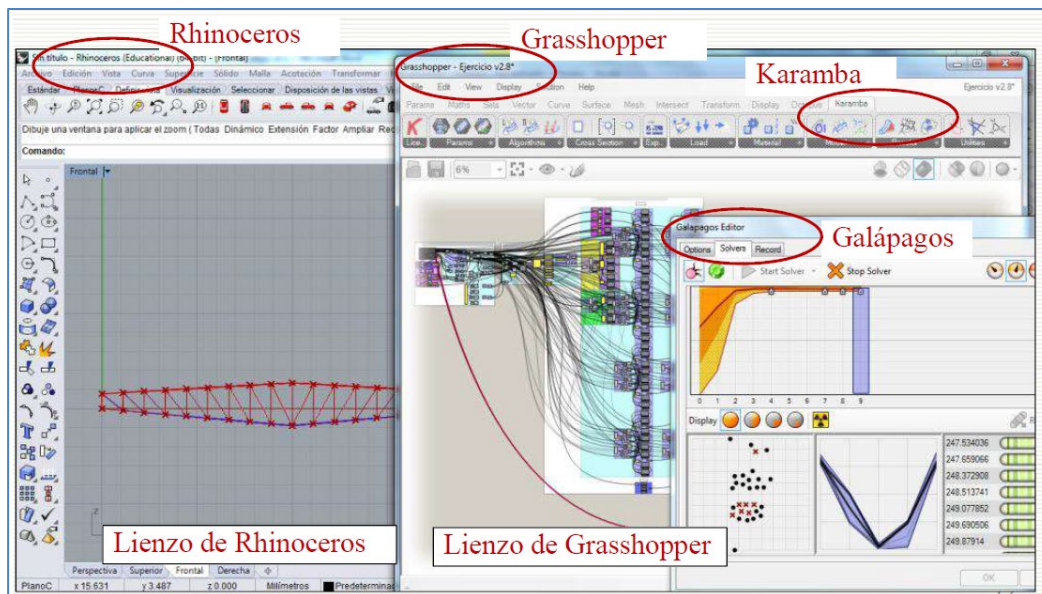 Rhinoceros
Grasshopper
Karamba
Sin título - Rhinoceros (Educational) (64-bit) - [Frontal]
Archivo Edición Vista Curva Superficie Sólido Malla Acotación Transformar
Estándar PlanosC Definir vista Visualización Seleccionar Disposición de las vistas
Dibuje una ventana para aplicar el zoom ( Todas Dinámico Extensión Factor Ampliar
Comando:
Frontal
Grasshopper - Ejercicio v2.8*
File Edit View Display Solution Help
Ejercicio v2.8*
Params Maths Sets Vector Curve Surface Mesh Intersect Transform Display Karamba
Lice... Params Algorithms Cross Section Exp... Load Material Utilities
6%
Galapagos Editor
Galápagos
Options Solvers Record
Start Solver Stop Solver
0 1 2 3 4 5 6 7 8 9
Display
247.534036
247.659066
248.372908
248.513741
249.077852
249.690506
249.87914
OK
z
Lienzo de Rhinoceros
Lienzo de Grasshopper
Perspectiva Superior Frontal Derecha
PlanoC x 15.631 y 3.487 z 0.000 Milímetros Predeterminad